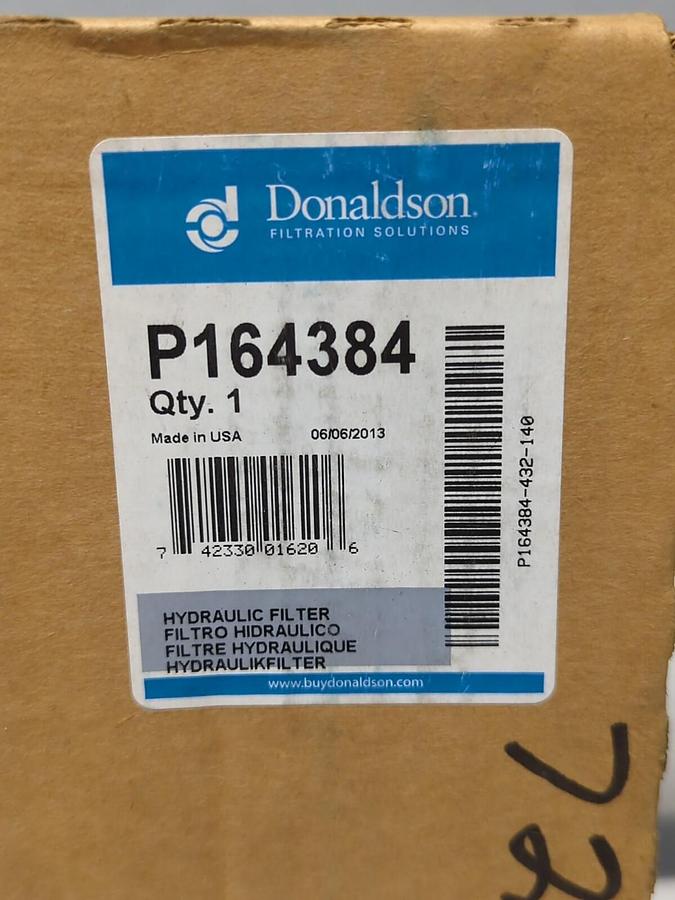 Donaldson.
FILTRATION SOLUTIONS
P164384
Qty. 1
Made in USA 06/06/2013
7 42330 01620 6
P164384-432-140
HYDRAULIC FILTER
FILTRO HIDRAULICO
FILTRE HYDRAULIQUE
HYDRAULIKFILTER
www.buydonaldson.com